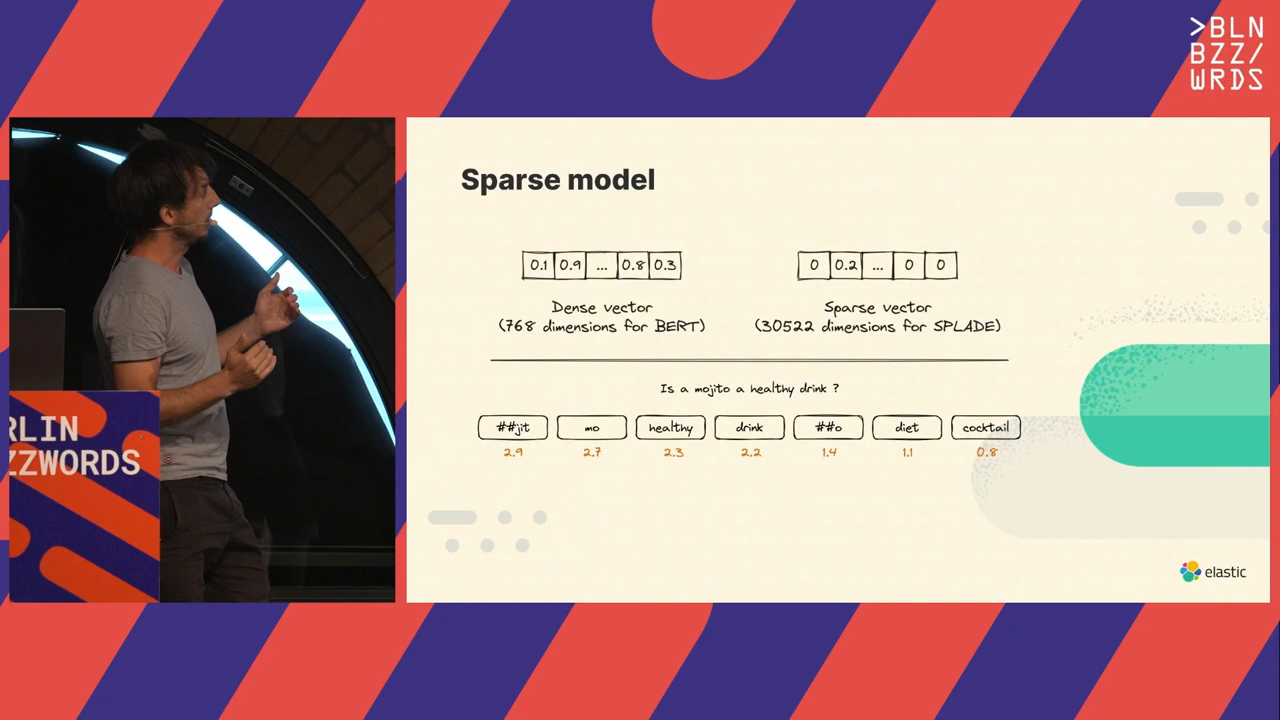 >BLN
BZZ/
WRDS
RLIN
ZZWORDS
Sparse model
0.1 0.9 ... 0.8 0.3
0 0.2 ... 0 0
Dense vector
(768 dimensions for BERT)
Sparse vector
(30522 dimensions for SPLADE)
Is a mojito a healthy drink ?
##jit mo healthy drink ##o diet cocktail
2.9 2.7 2.3 2.2 1.4 1.1 0.8
elastic